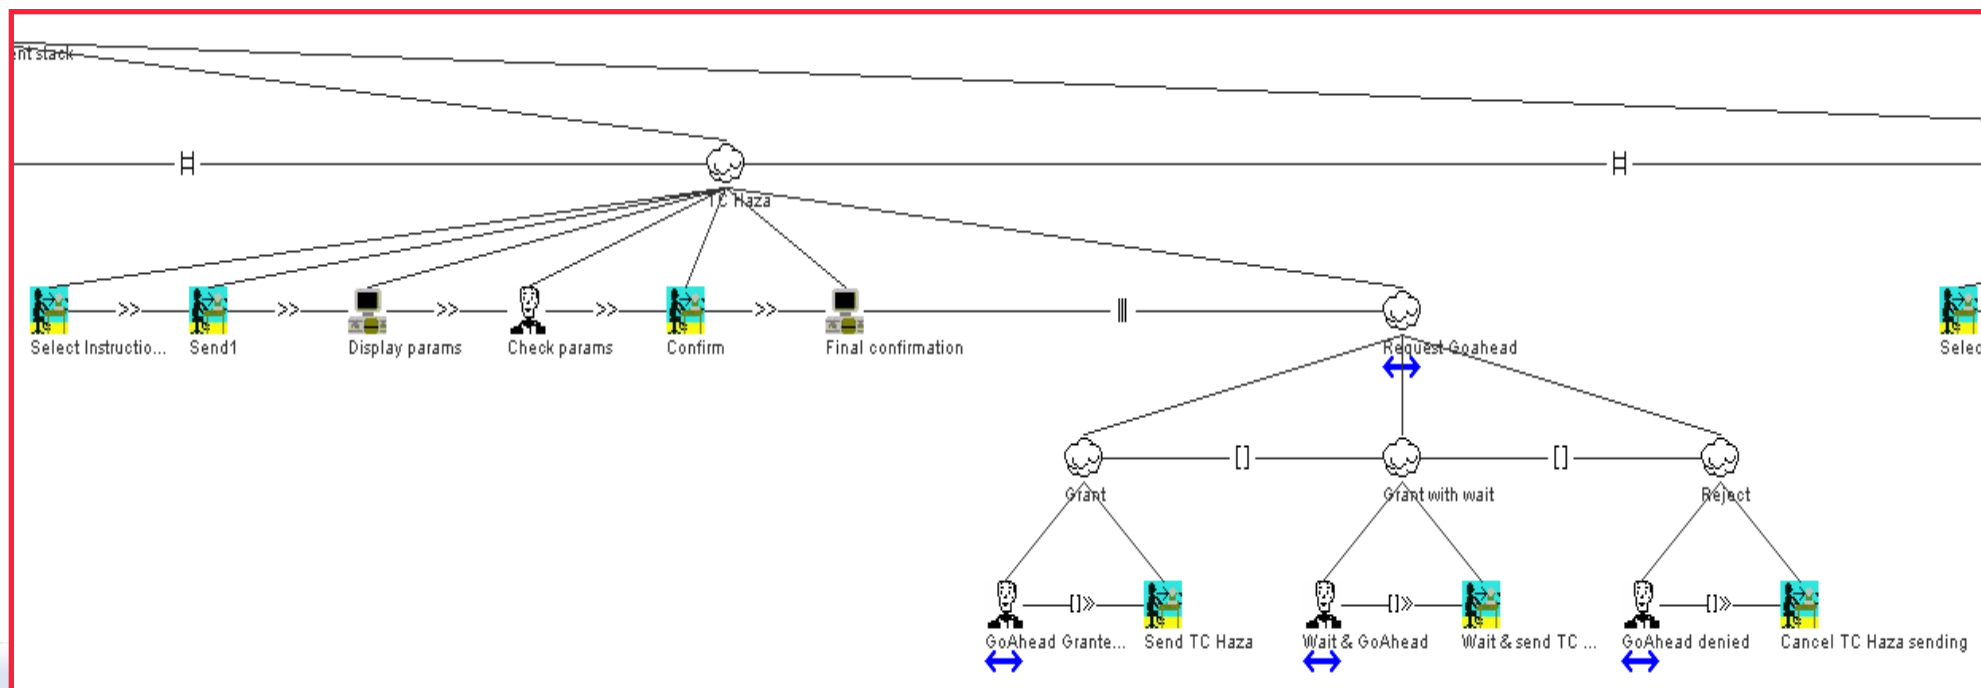 ent stack
TC Haza
Select Instructio... Send1 Display params Check params Confirm Final confirmation Request Goahead Selec
>> >> >> >> >> |||
Grant Grant with wait Reject
[] []
GoAhead Grante... Send TC Haza Wait & GoAhead Wait & send TC ... GoAhead denied Cancel TC Haza sending
[]>> []>> []>>